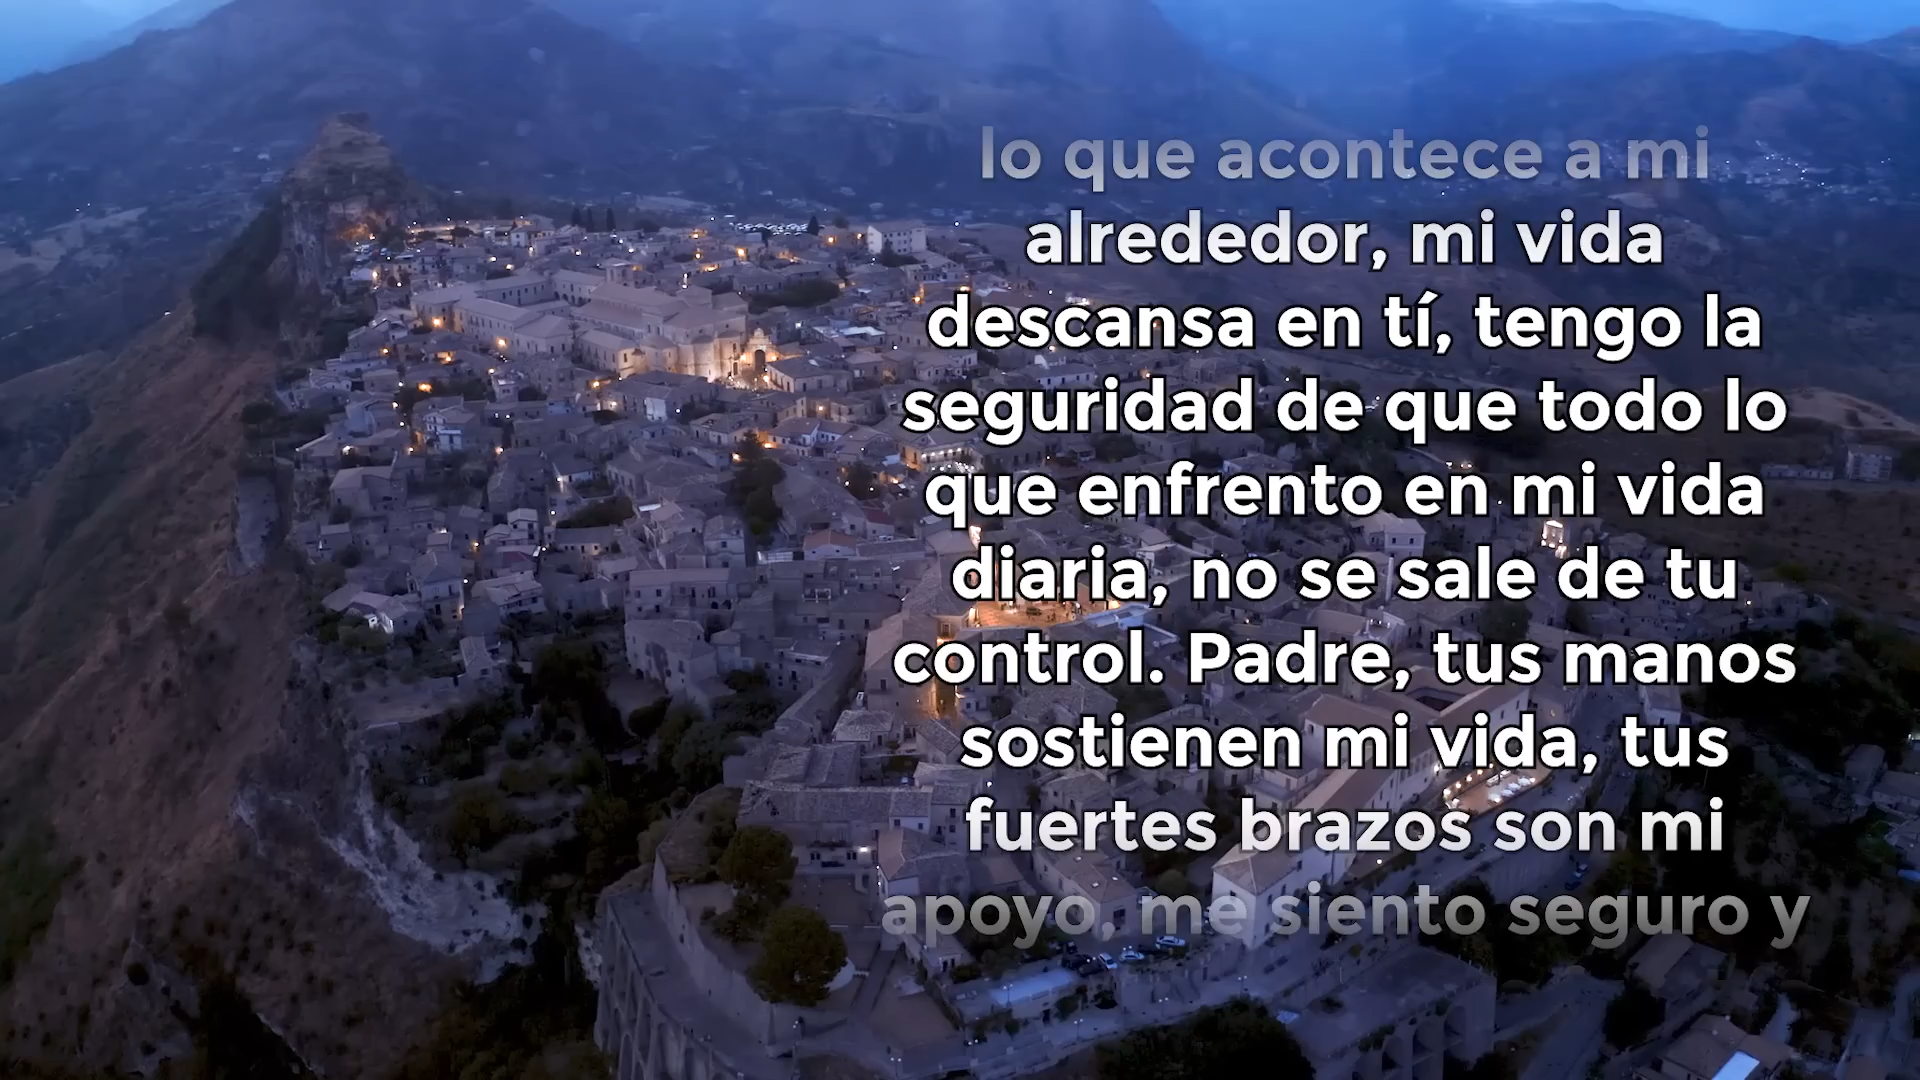 lo que acontece a mi
alrededor, mi vida
descansa en tí, tengo la
seguridad de que todo lo
que enfrento en mi vida
diaria, no se sale de tu
control. Padre, tus manos
sostienen mi vida, tus
fuertes brazos son mi
apoyo, me siento seguro y